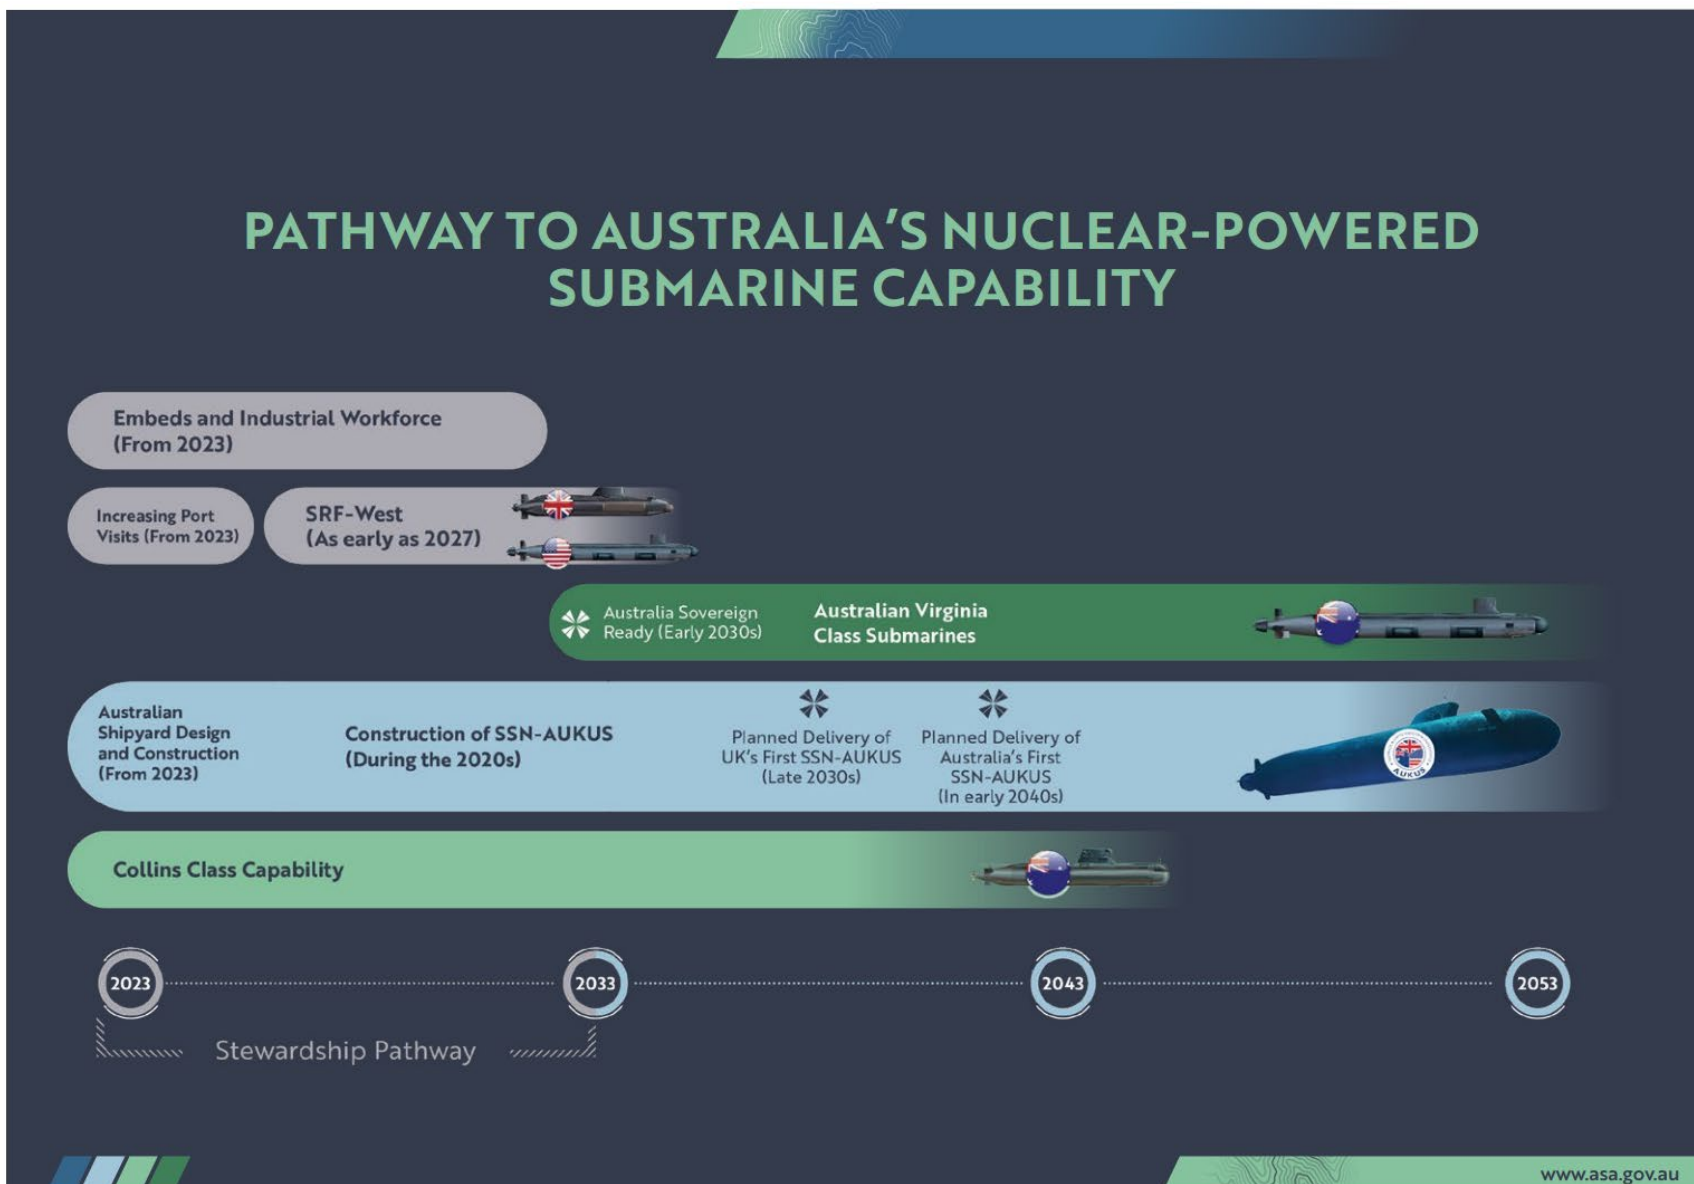 PATHWAY TO AUSTRALIA’S NUCLEAR-POWERED
SUBMARINE CAPABILITY
Embeds and Industrial Workforce
(From 2023)
Increasing Port
Visits (From 2023)
SRF-West
(As early as 2027)
Australia Sovereign
Ready (Early 2030s)
Australian Virginia
Class Submarines
Australian
Shipyard Design
and Construction
(From 2023)
Construction of SSN-AUKUS
(During the 2020s)
Planned Delivery of
UK’s First SSN-AUKUS
(Late 2030s)
Planned Delivery of
Australia’s First
SSN-AUKUS
(In early 2040s)
AUKUS
Collins Class Capability
2023
2033
2043
2053
Stewardship Pathway
www.asa.gov.au